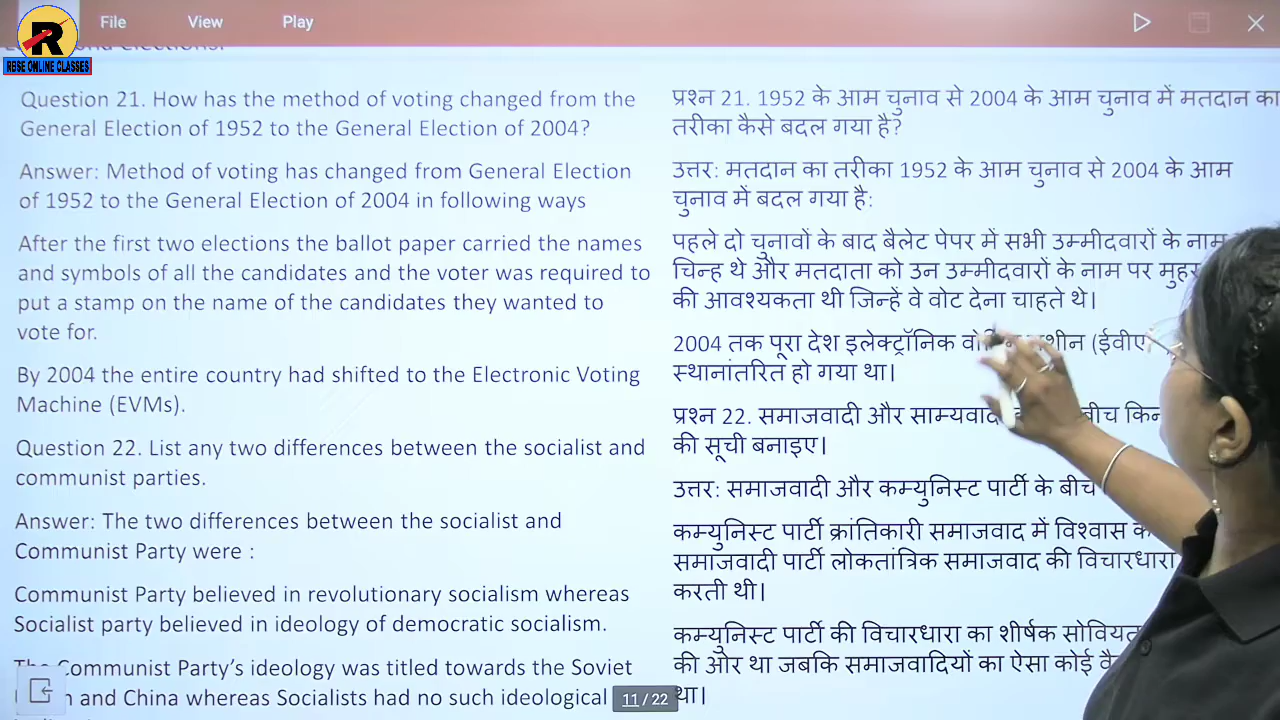 R
RBSE ONLINE CLASSES
File View Play
Elections.
Question 21. How has the method of voting changed from the
General Election of 1952 to the General Election of 2004?
Answer: Method of voting has changed from General Election
of 1952 to the General Election of 2004 in following ways
After the first two elections the ballot paper carried the names
and symbols of all the candidates and the voter was required to
put a stamp on the name of the candidates they wanted to
vote for.
By 2004 the entire country had shifted to the Electronic Voting
Machine (EVMs).
Question 22. List any two differences between the socialist and
communist parties.
Answer: The two differences between the socialist and
Communist Party were :
Communist Party believed in revolutionary socialism whereas
Socialist party believed in ideology of democratic socialism.
The Communist Party’s ideology was titled towards the Soviet
and China whereas Socialists had no such ideological
प्रश्न 21. 1952 के आम चुनाव से 2004 के आम चुनाव में मतदान का
तरीका कैसे बदल गया है?
उत्तर: मतदान का तरीका 1952 के आम चुनाव से 2004 के आम
चुनाव में बदल गया है:
पहले दो चुनावों के बाद बैलेट पेपर में सभी उम्मीदवारों के नाम
चिन्ह थे और मतदाता को उन उम्मीदवारों के नाम पर मुहर
की आवश्यकता थी जिन्हें वे वोट देना चाहते थे।
2004 तक पूरा देश इलेक्ट्रॉनिक मशीन
स्थानांतरित हो गया था।
प्रश्न 22. समाजवादी और बीच
की सूची बनाइए।
उत्तर: समाजवादी और कम्युनिस्ट पार्टी के बीच
कम्युनिस्ट पार्टी क्रांतिकारी समाजवाद में विश्वास
समाजवादी पार्टी लोकतांत्रिक समाजवाद की विचारधारा
करती थी।
कम्युनिस्ट पार्टी की विचारधारा का शीर्षक सोवियत
की ओर था जबकि समाजवादियों का ऐसा कोई
था।
11 / 22